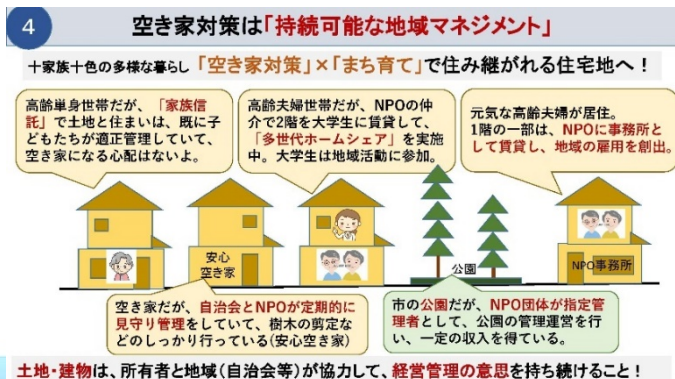 4
空き家対策は「持続可能な地域マネジメント」
十家族十色の多様な暮らし「空き家対策」×「まち育て」で住み継がれる住宅地へ！
高齢単身世帯だが、「家族信
託」で土地と住まいは、既に子
どもたちが適正管理していて、
空き家になる心配はないよ。
高齢夫婦世帯だが、NPOの仲
介で2階を大学生に賃貸して、
「多世代ホームシェア」を実施
中。大学生は地域活動に参加。
元気な高齢夫婦が居住。
1階の一部は、NPOに事務所
として賃貸し、地域の雇用を創出。
安心
空き家
公園
NPO事務所
空き家だが、自治会とNPOが定期的に
見守り管理をしていて、樹木の剪定な
どのしっかり行っている(安心空き家)
市の公園だが、NPO団体が指定管
理者として、公園の管理運営を行
い、一定の収入を得ている。
土地・建物は、所有者と地域（自治会等）が協力して、経営管理の意思を持ち続けること！